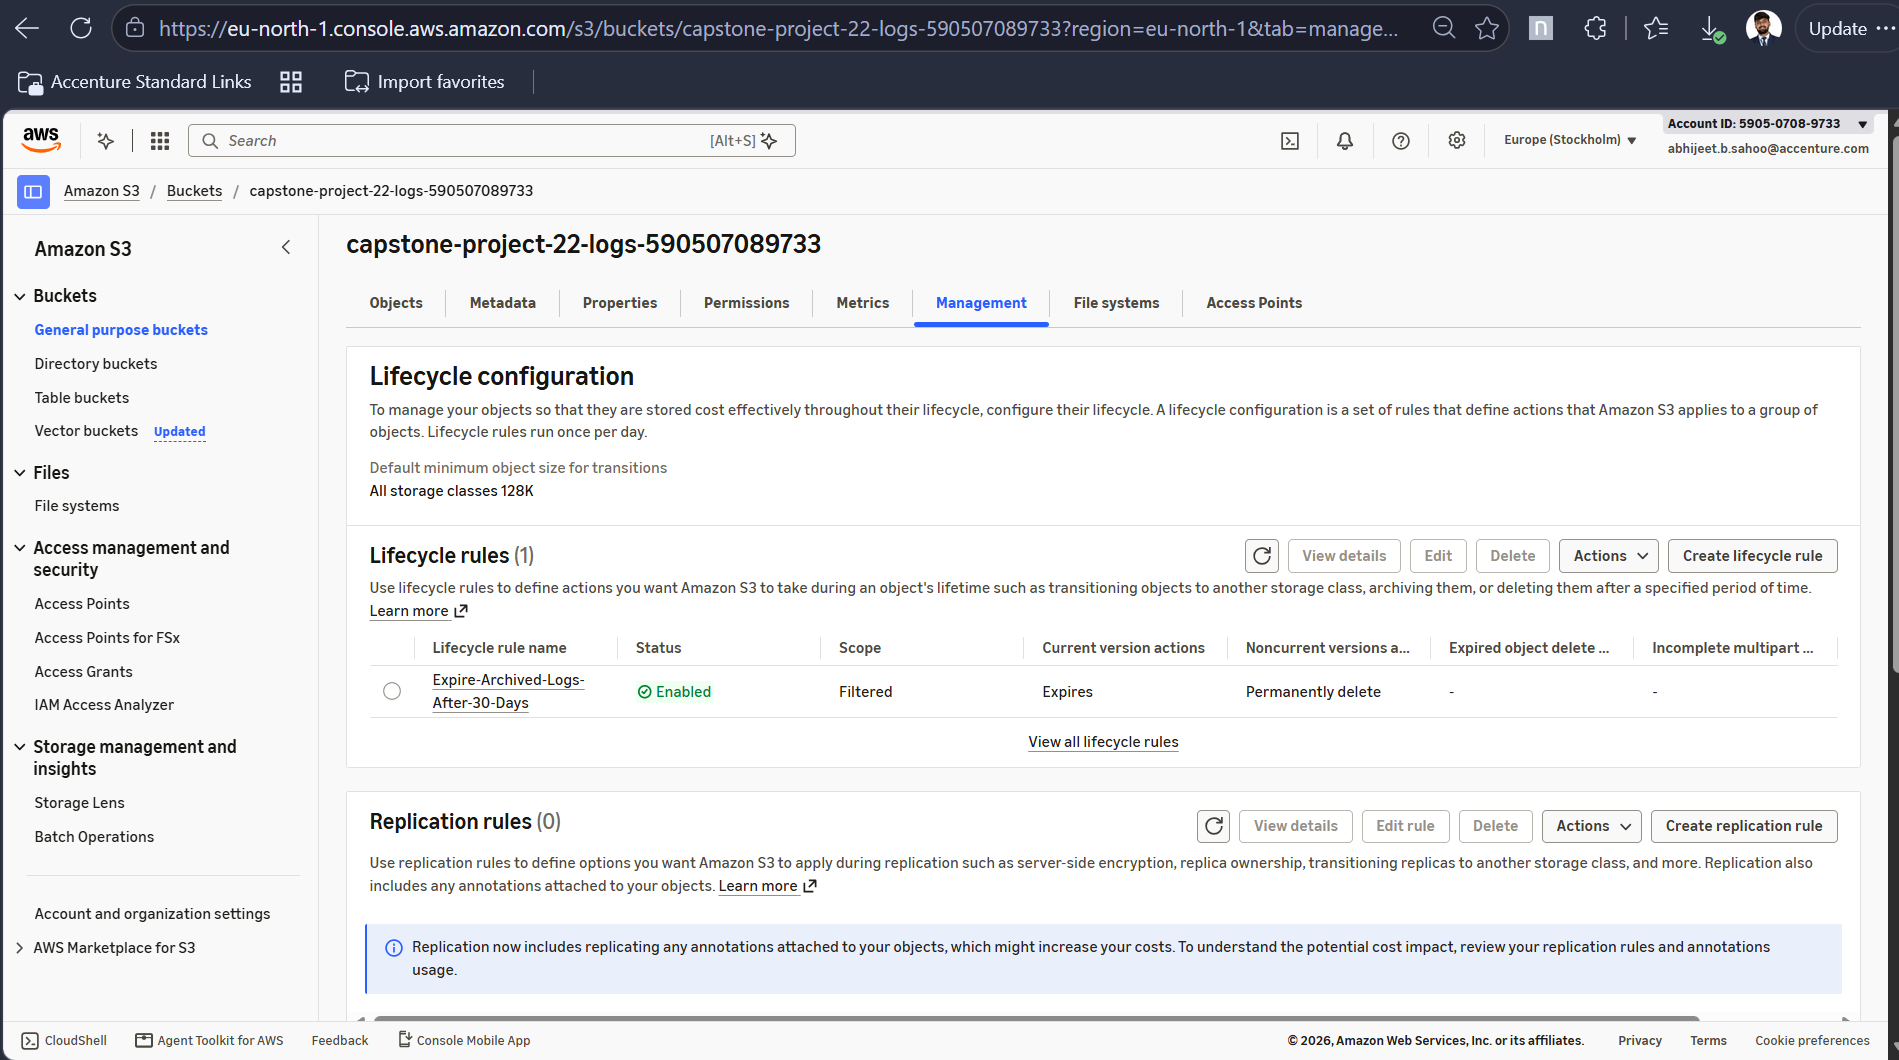 https://eu-north-1.console.aws.amazon.com/s3/buckets/capstone-project-22-logs-590507089733?region=eu-north-1&tab=manage...
n
Update
Accenture Standard Links
Import favorites
aws
Search
[Alt+S]
Europe (Stockholm)
Account ID: 5905-0708-9733
abhijeet.b.sahoo@accenture.com
Amazon S3 / Buckets / capstone-project-22-logs-590507089733
Amazon S3
Buckets
General purpose buckets
Directory buckets
Table buckets
Vector buckets Updated
Files
File systems
Access management and
security
Access Points
Access Points for FSx
Access Grants
IAM Access Analyzer
Storage management and
insights
Storage Lens
Batch Operations
Account and organization settings
AWS Marketplace for S3
capstone-project-22-logs-590507089733
Objects Metadata Properties Permissions Metrics Management File systems Access Points
Lifecycle configuration
To manage your objects so that they are stored cost effectively throughout their lifecycle, configure their lifecycle. A lifecycle configuration is a set of rules that define actions that Amazon S3 applies to a group of
objects. Lifecycle rules run once per day.
Default minimum object size for transitions
All storage classes 128K
Lifecycle rules (1)
View details Edit Delete Actions Create lifecycle rule
Use lifecycle rules to define actions you want Amazon S3 to take during an object's lifetime such as transitioning objects to another storage class, archiving them, or deleting them after a specified period of time.
Learn more
Lifecycle rule name Status Scope Current version actions Noncurrent versions a... Expired object delete ... Incomplete multipart ...
Expire-Archived-Logs-
After-30-Days
Enabled Filtered Expires Permanently delete - -
View all lifecycle rules
Replication rules (0)
View details Edit rule Delete Actions Create replication rule
Use replication rules to define options you want Amazon S3 to apply during replication such as server-side encryption, replica ownership, transitioning replicas to another storage class, and more. Replication also
includes any annotations attached to your objects. Learn more
Replication now includes replicating any annotations attached to your objects, which might increase your costs. To understand the potential cost impact, review your replication rules and annotations
usage.
CloudShell Agent Toolkit for AWS Feedback Console Mobile App
© 2026, Amazon Web Services, Inc. or its affiliates. Privacy Terms Cookie preferences